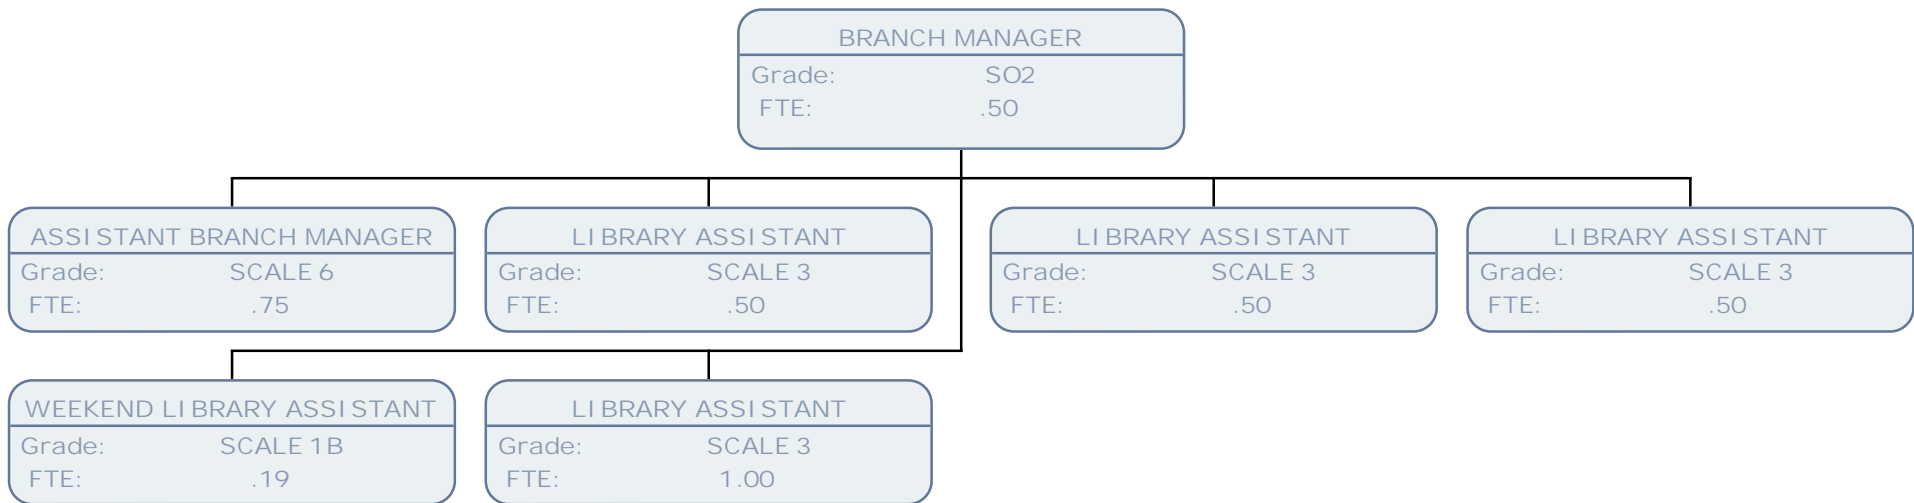 BRANCH MANAGER
Grade: SO2
FTE: .50
ASSISTANT BRANCH MANAGER
Grade: SCALE 6
FTE: .75
LIBRARY ASSISTANT
Grade: SCALE 3
FTE: .50
LIBRARY ASSISTANT
Grade: SCALE 3
FTE: .50
LIBRARY ASSISTANT
Grade: SCALE 3
FTE: .50
WEEKEND LIBRARY ASSISTANT
Grade: SCALE 1B
FTE: .19
LIBRARY ASSISTANT
Grade: SCALE 3
FTE: 1.00